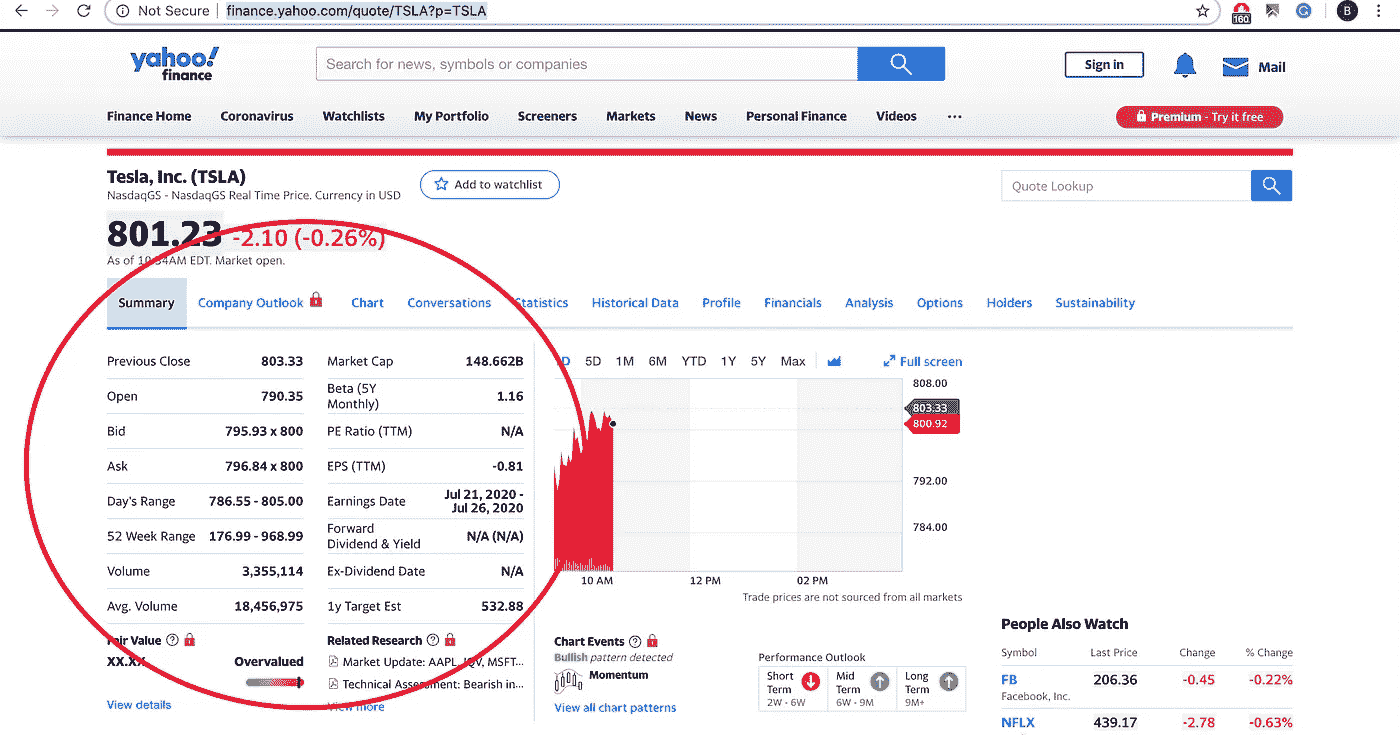 Not Secure | finance.yahoo.com/quote/TSLA?p=TSLA
160
B
yahoo!
finance
Search for news, symbols or companies
Sign in
Mail
Finance Home Coronavirus Watchlists My Portfolio Screeners Markets News Personal Finance Videos ...
Premium - Try it free
Tesla, Inc. (TSLA)
NasdaqGS - NasdaqGS Real Time Price. Currency in USD
Add to watchlist
Quote Lookup
801.23 -2.10 (-0.26%)
As of 10:34AM EDT. Market open.
Summary Company Outlook Chart Conversations Statistics Historical Data Profile Financials Analysis Options Holders Sustainability
Previous Close 803.33
Open 790.35
Bid 795.93 x 800
Ask 796.84 x 800
Day's Range 786.55 - 805.00
52 Week Range 176.99 - 968.99
Volume 3,355,114
Avg. Volume 18,456,975
Fair Value
XX.XX Overvalued
View details
Market Cap 148.662B
Beta (5Y
Monthly) 1.16
PE Ratio (TTM) N/A
EPS (TTM) -0.81
Earnings Date Jul 21, 2020 -
Jul 26, 2020
Forward
Dividend & Yield N/A (N/A)
Ex-Dividend Date N/A
1y Target Est 532.88
Related Research
Market Update: AAPL, IQV, MSFT...
Technical Assessment: Bearish in...
View more
1D 5D 1M 6M YTD 1Y 5Y Max
Full screen
808.00
803.33
800.92
792.00
784.00
10 AM 12 PM 02 PM
Trade prices are not sourced from all markets
Chart Events
Bullish pattern detected
Momentum
View all chart patterns
Performance Outlook
Short
Term
2W - 6W
Mid
Term
6W - 9M
Long
Term
9M+
People Also Watch
Symbol Last Price Change % Change
FB 206.36 -0.45 -0.22%
Facebook, Inc.
NFLX 439.17 -2.78 -0.63%